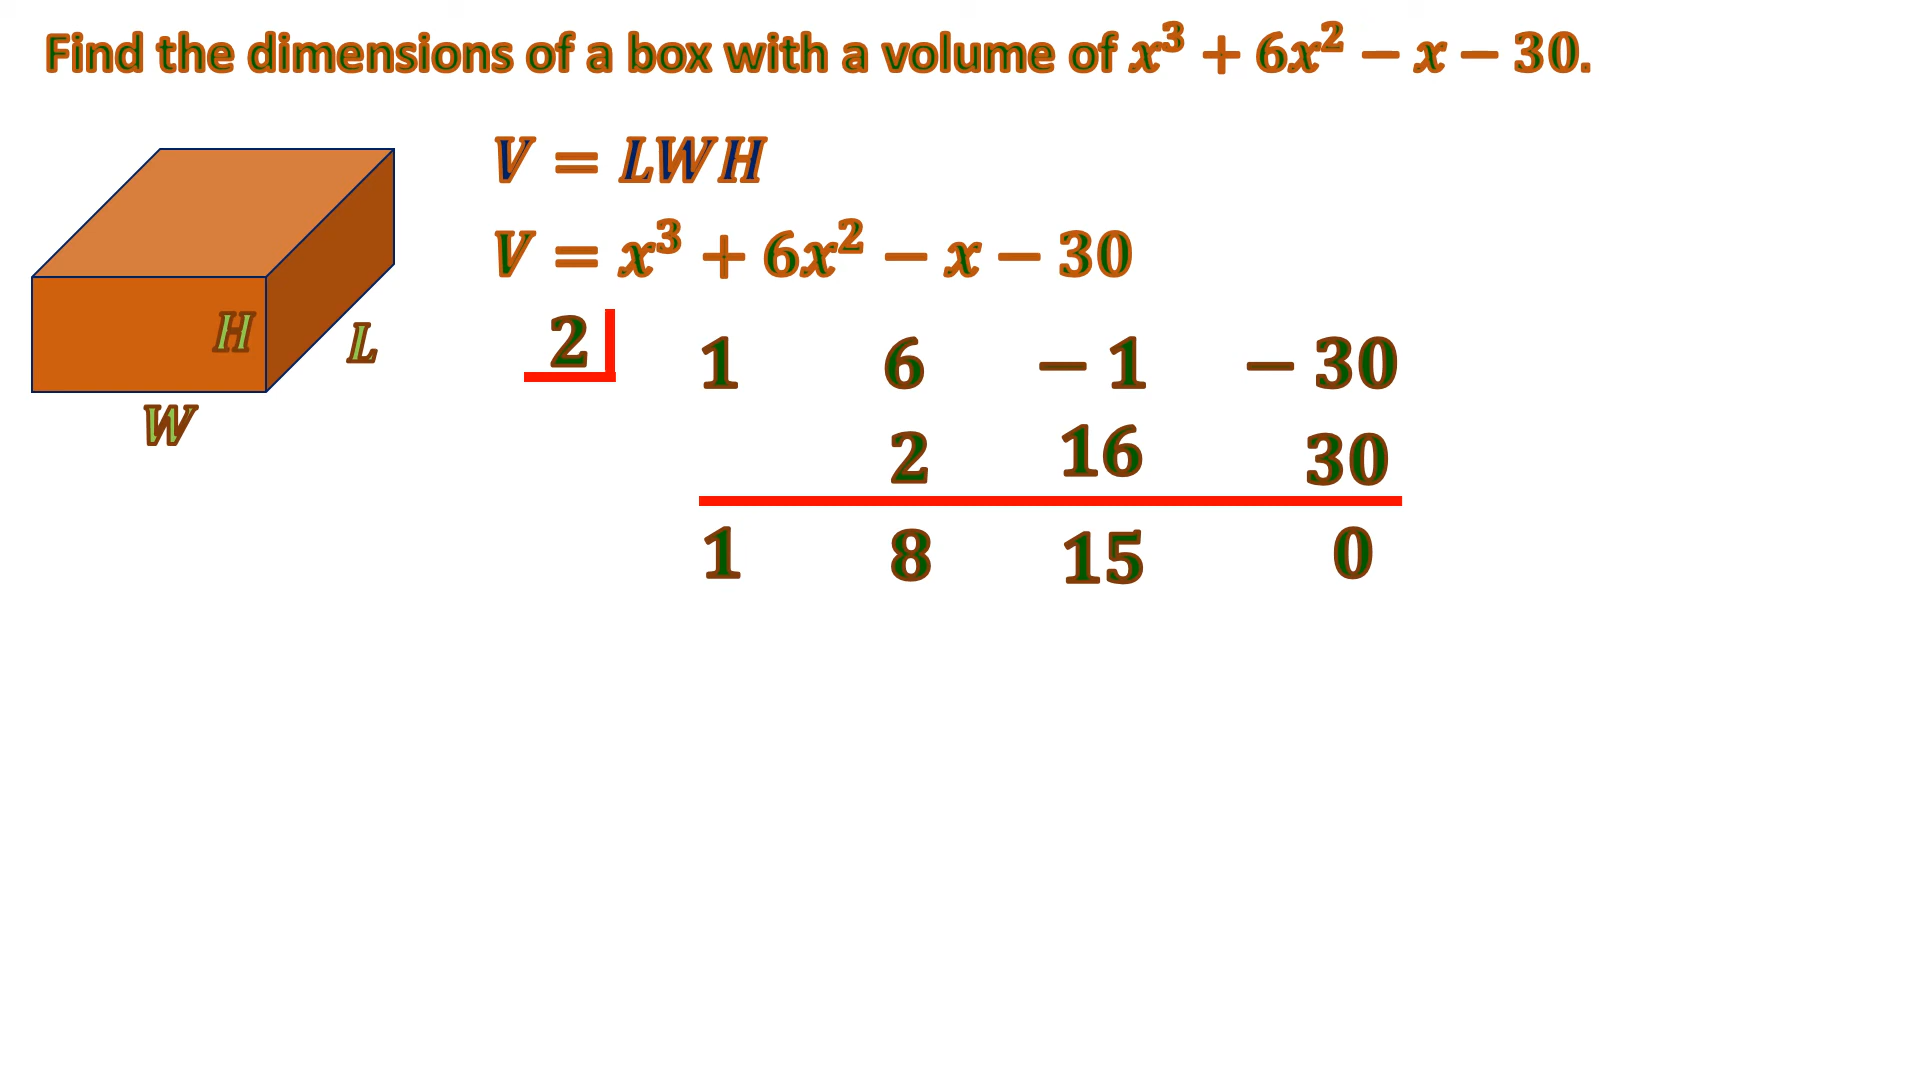 Find the dimensions of a box with a volume of x³ + 6x² − x − 30.
V = LWH
V = x³ + 6x² − x − 30
2 1 6 − 1 − 30
2 16 30
1 8 15 0
H
L
W